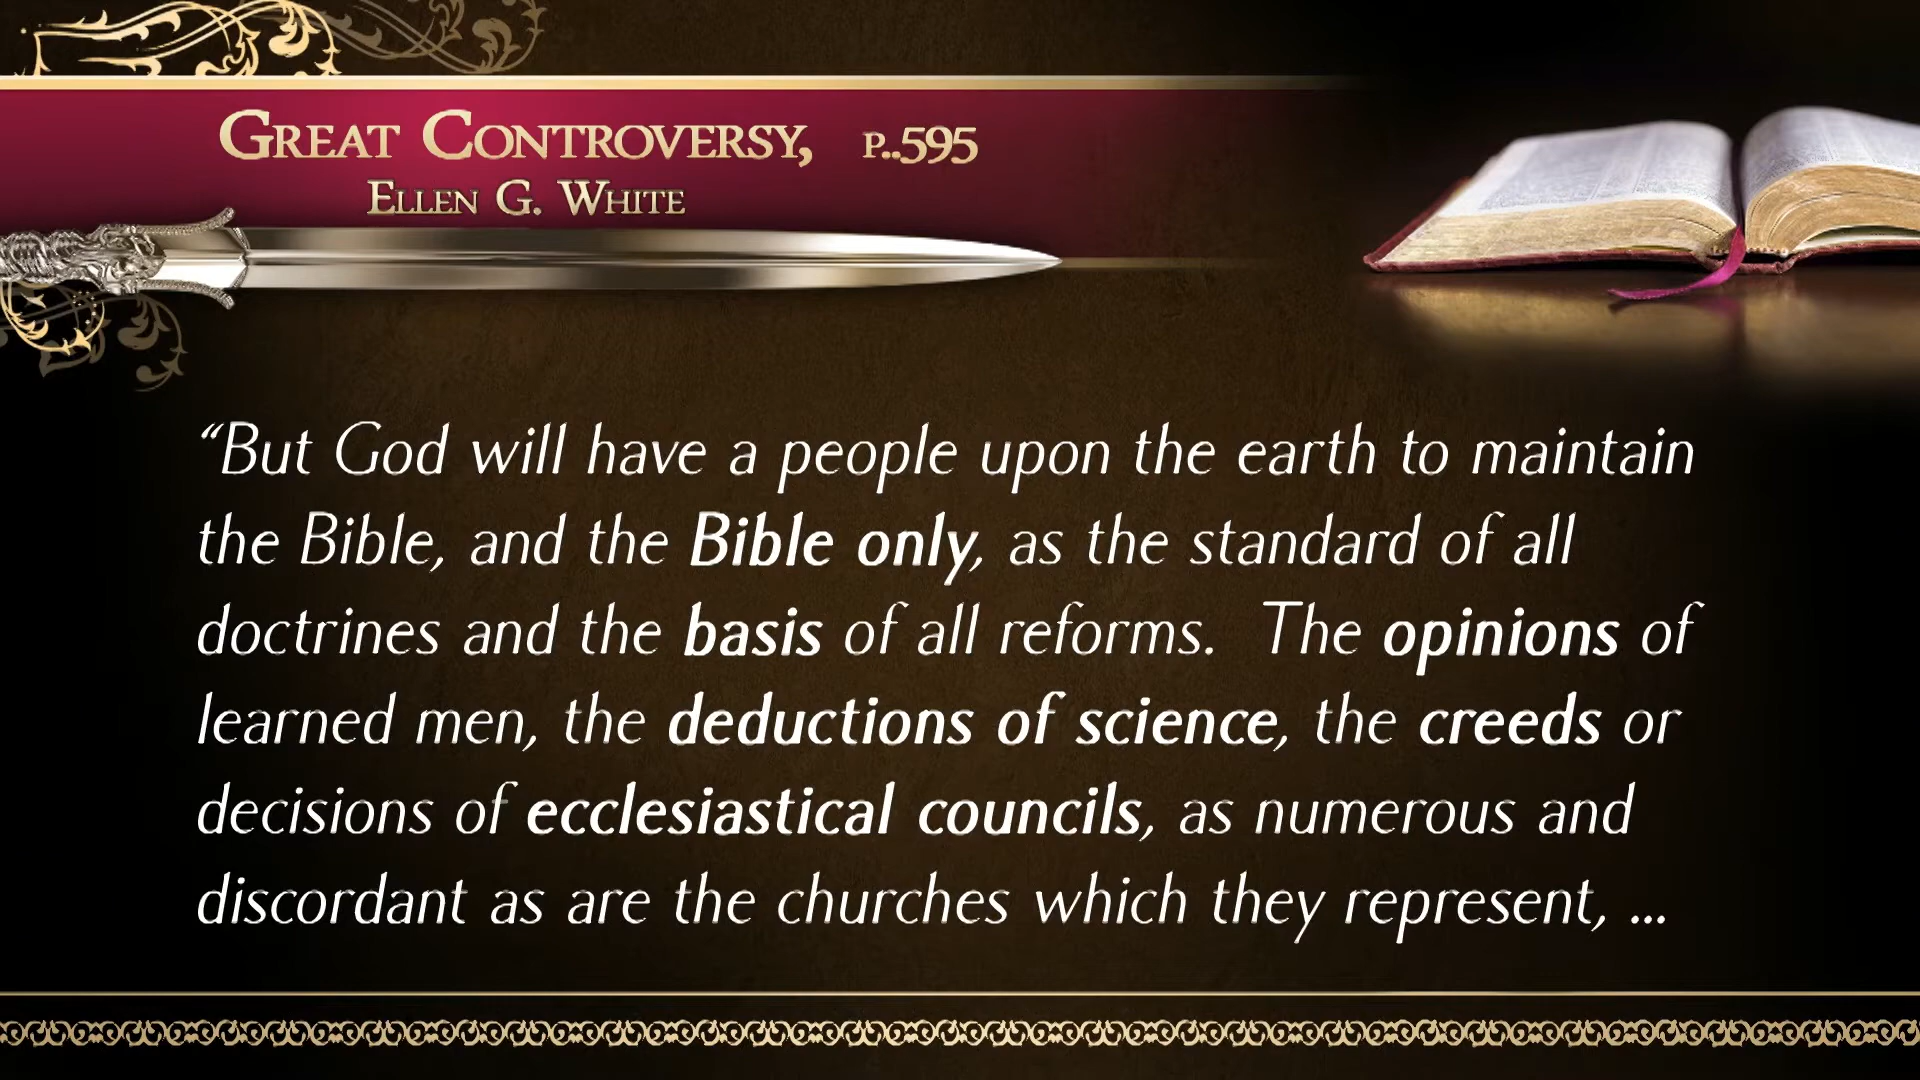 Great Controversy, p..595
Ellen G. White
“But God will have a people upon the earth to maintain
the Bible, and the Bible only, as the standard of all
doctrines and the basis of all reforms. The opinions of
learned men, the deductions of science, the creeds or
decisions of ecclesiastical councils, as numerous and
discordant as are the churches which they represent, ...